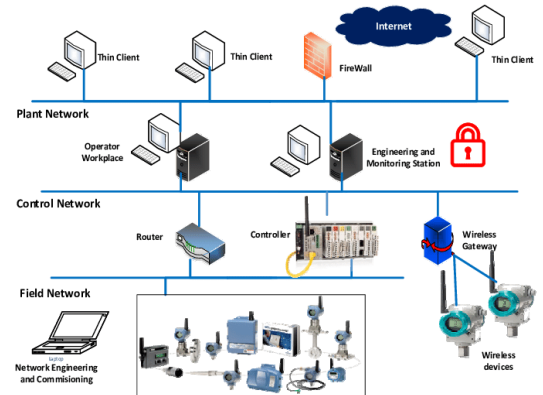 Internet
Thin Client
Thin Client
FireWall
Thin Client
Plant Network
Operator
Workplace
Engineering and
Monitoring Station
Control Network
Router
Controller
Wireless
Gateway
Field Network
Laptop
Network Engineering
and Commisioning
Wireless
devices